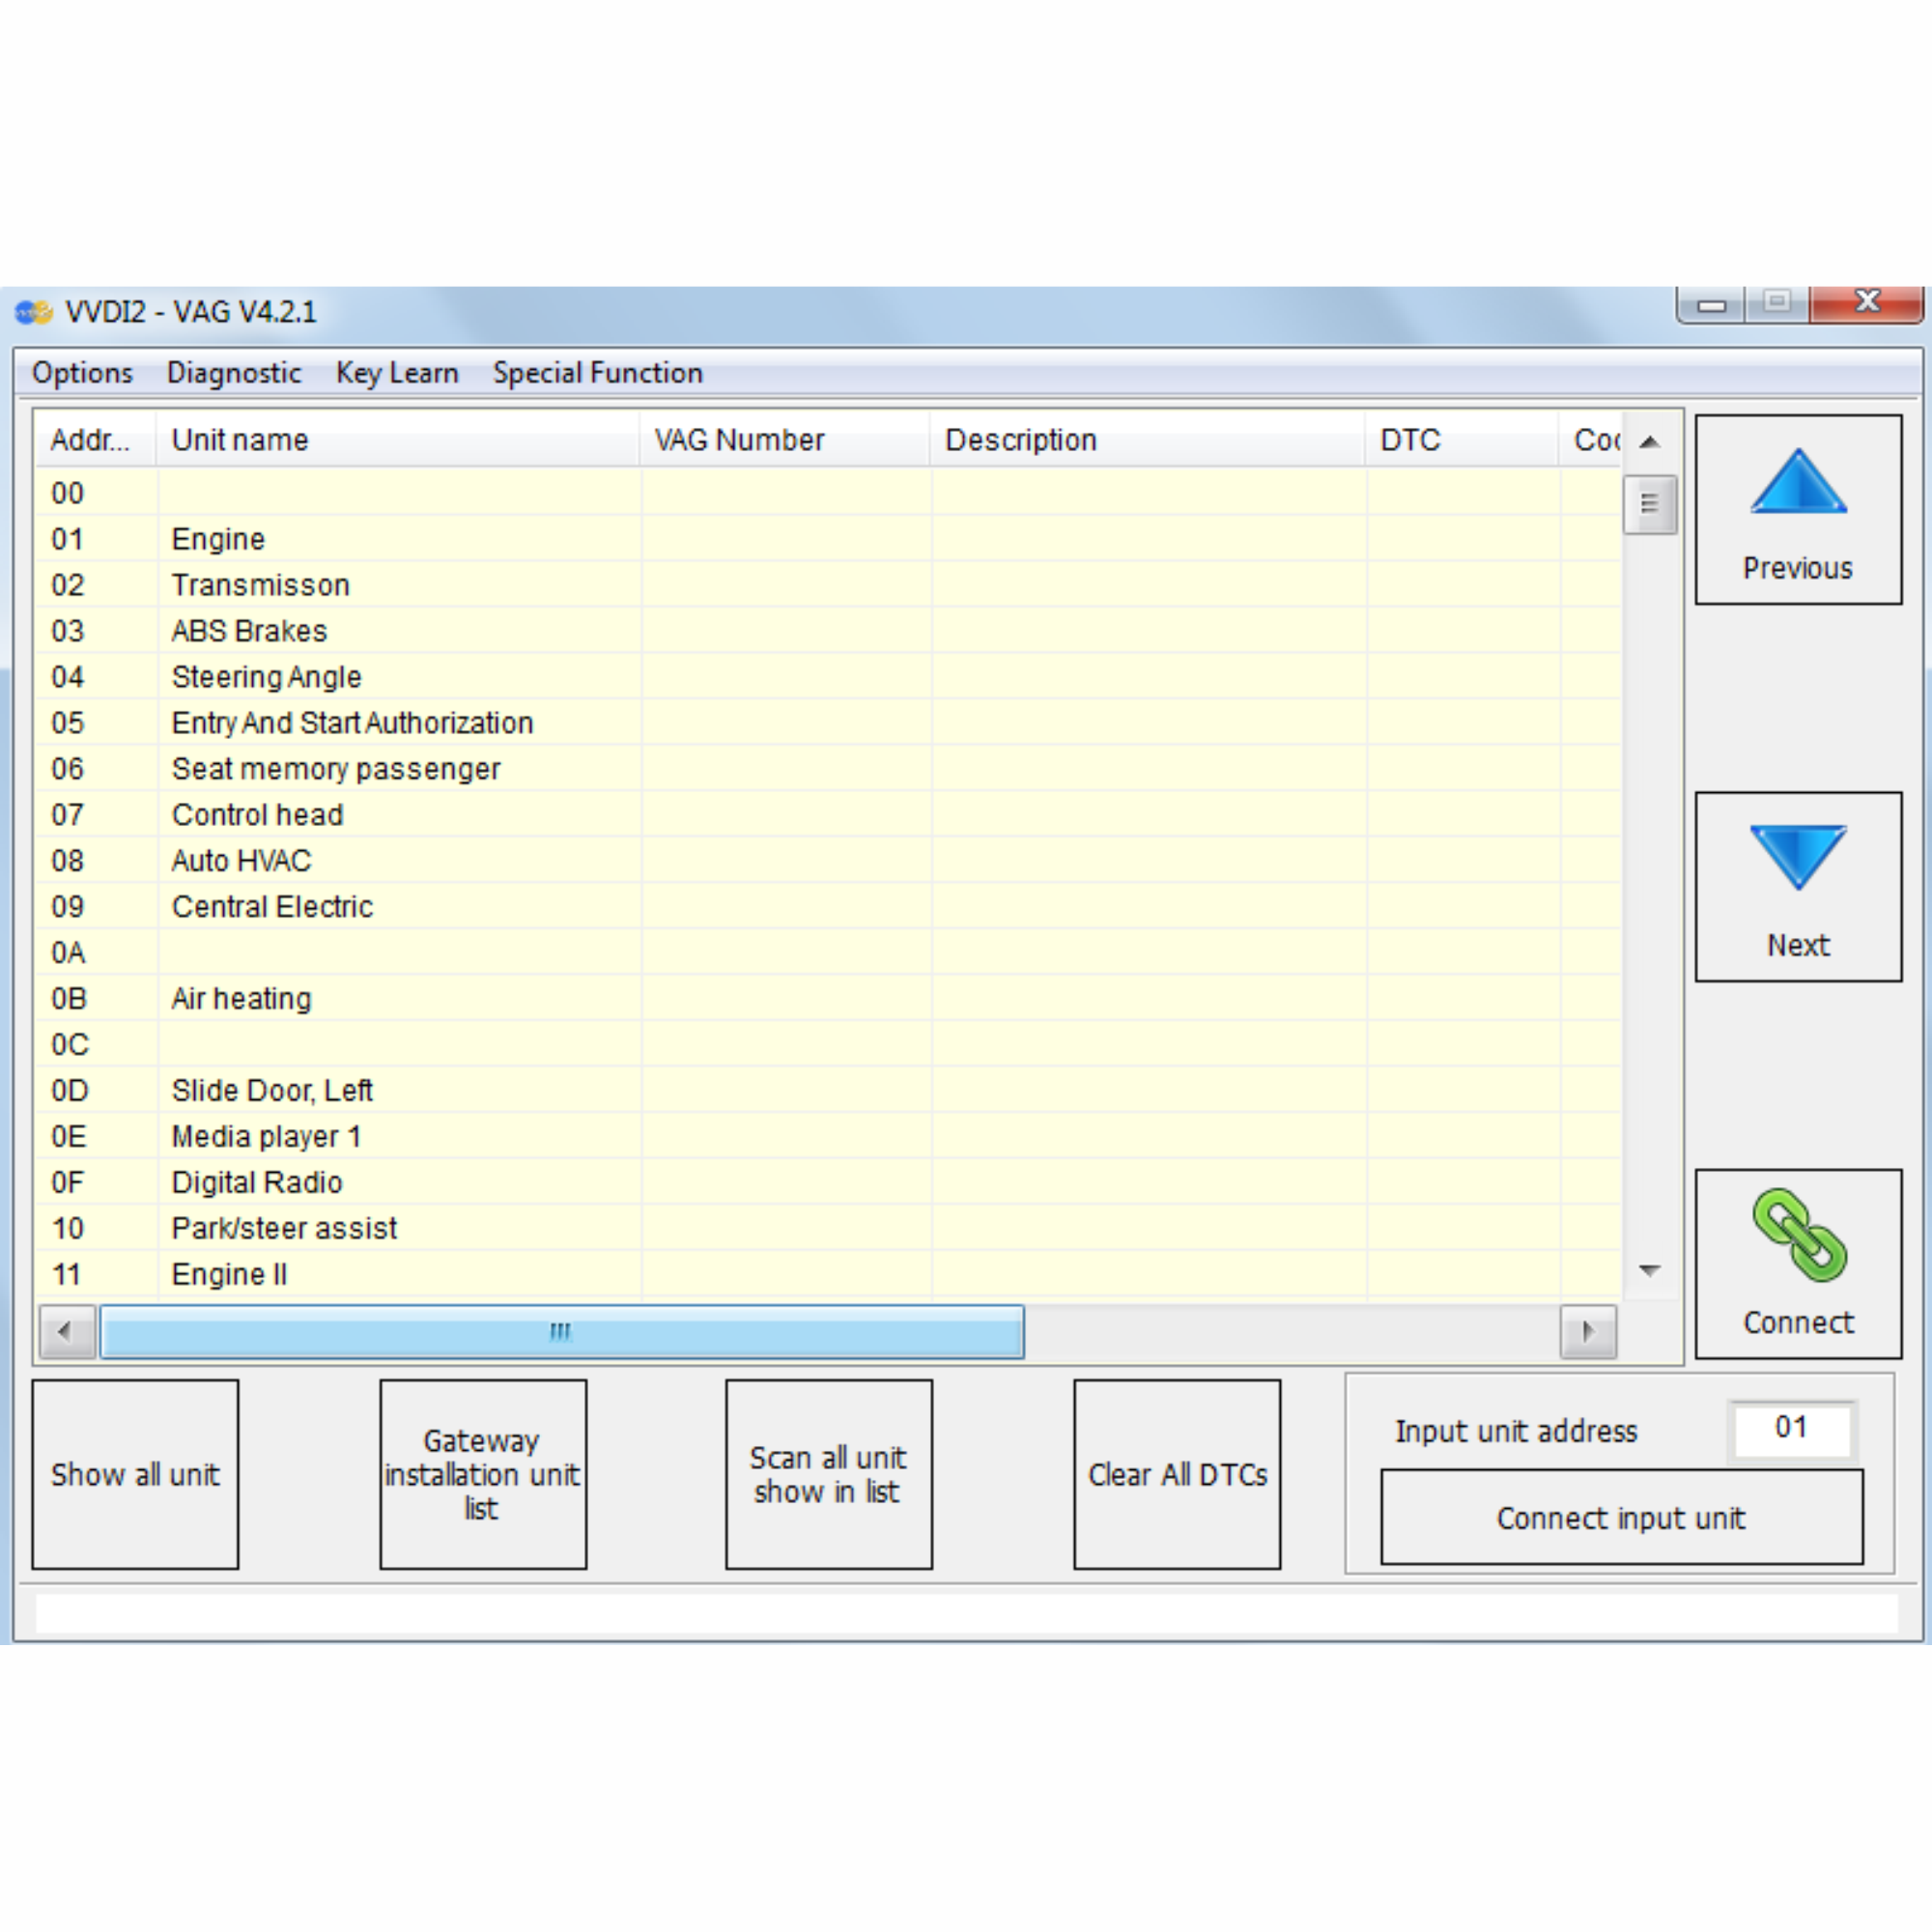 VVDI2 - VAG V4.2.1
Options Diagnostic Key Learn Special Function
Addr... Unit name VAG Number Description DTC
00
01 Engine
02 Transmisson
03 ABS Brakes
04 Steering Angle
05 Entry And Start Authorization
06 Seat memory passenger
07 Control head
08 Auto HVAC
09 Central Electric
0A
0B Air heating
0C
0D Slide Door, Left
0E Media player 1
0F Digital Radio
10 Park/steer assist
11 Engine II
Previous
Next
Connect
Show all unit
Gateway
installation unit
list
Scan all unit
show in list
Clear All DTCs
Input unit address 01
Connect input unit